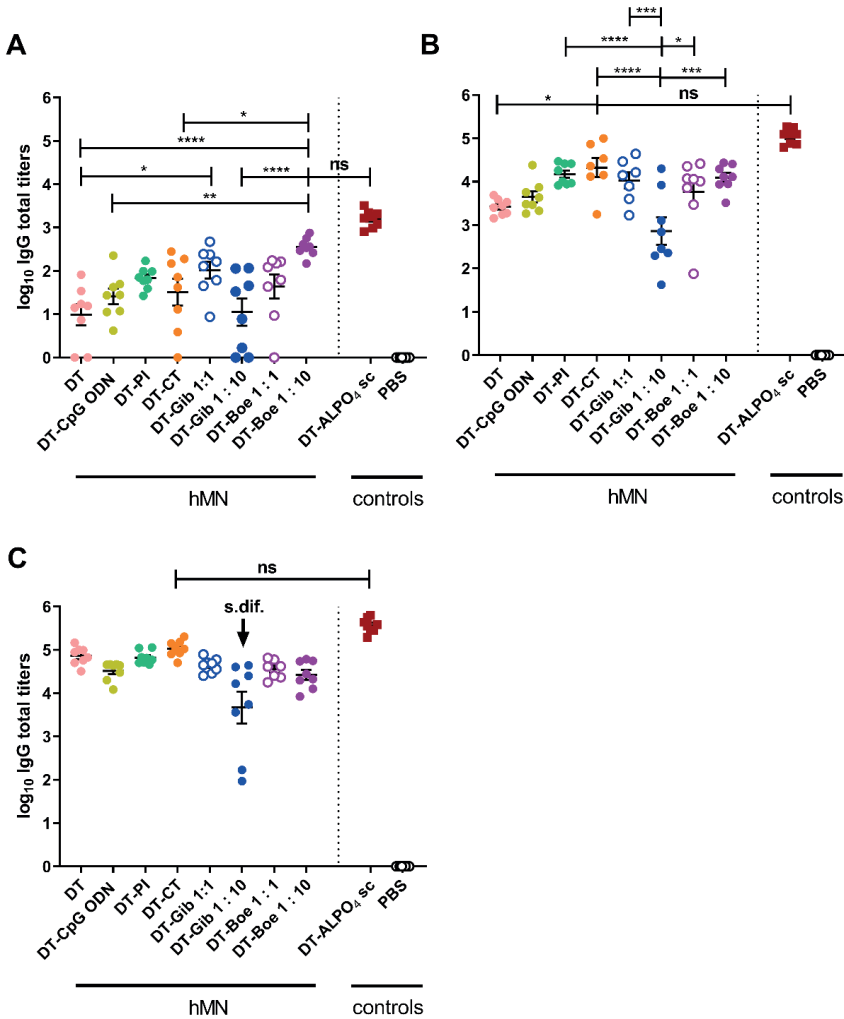 A
log₁₀ IgG total titers
6
5
4
3
2
1
0
*
****
* **** ns
**
DT
DT-CpG ODN
DT-PI
DT-CT
DT-Gib 1:1
DT-Gib 1 : 10
DT-Boe 1 : 1
DT-Boe 1 : 10
DT-ALPO₄ sc
PBS
hMN controls
B
***
**** *
**** ***
* ns
6
5
4
3
2
1
0
DT
DT-CpG ODN
DT-PI
DT-CT
DT-Gib 1:1
DT-Gib 1 : 10
DT-Boe 1 : 1
DT-Boe 1 : 10
DT-ALPO₄ sc
PBS
hMN controls
C
ns
s.dif.
log₁₀ IgG total titers
6
5
4
3
2
1
0
DT
DT-CpG ODN
DT-PI
DT-CT
DT-Gib 1:1
DT-Gib 1 : 10
DT-Boe 1 : 1
DT-Boe 1 : 10
DT-ALPO₄ sc
PBS
hMN controls